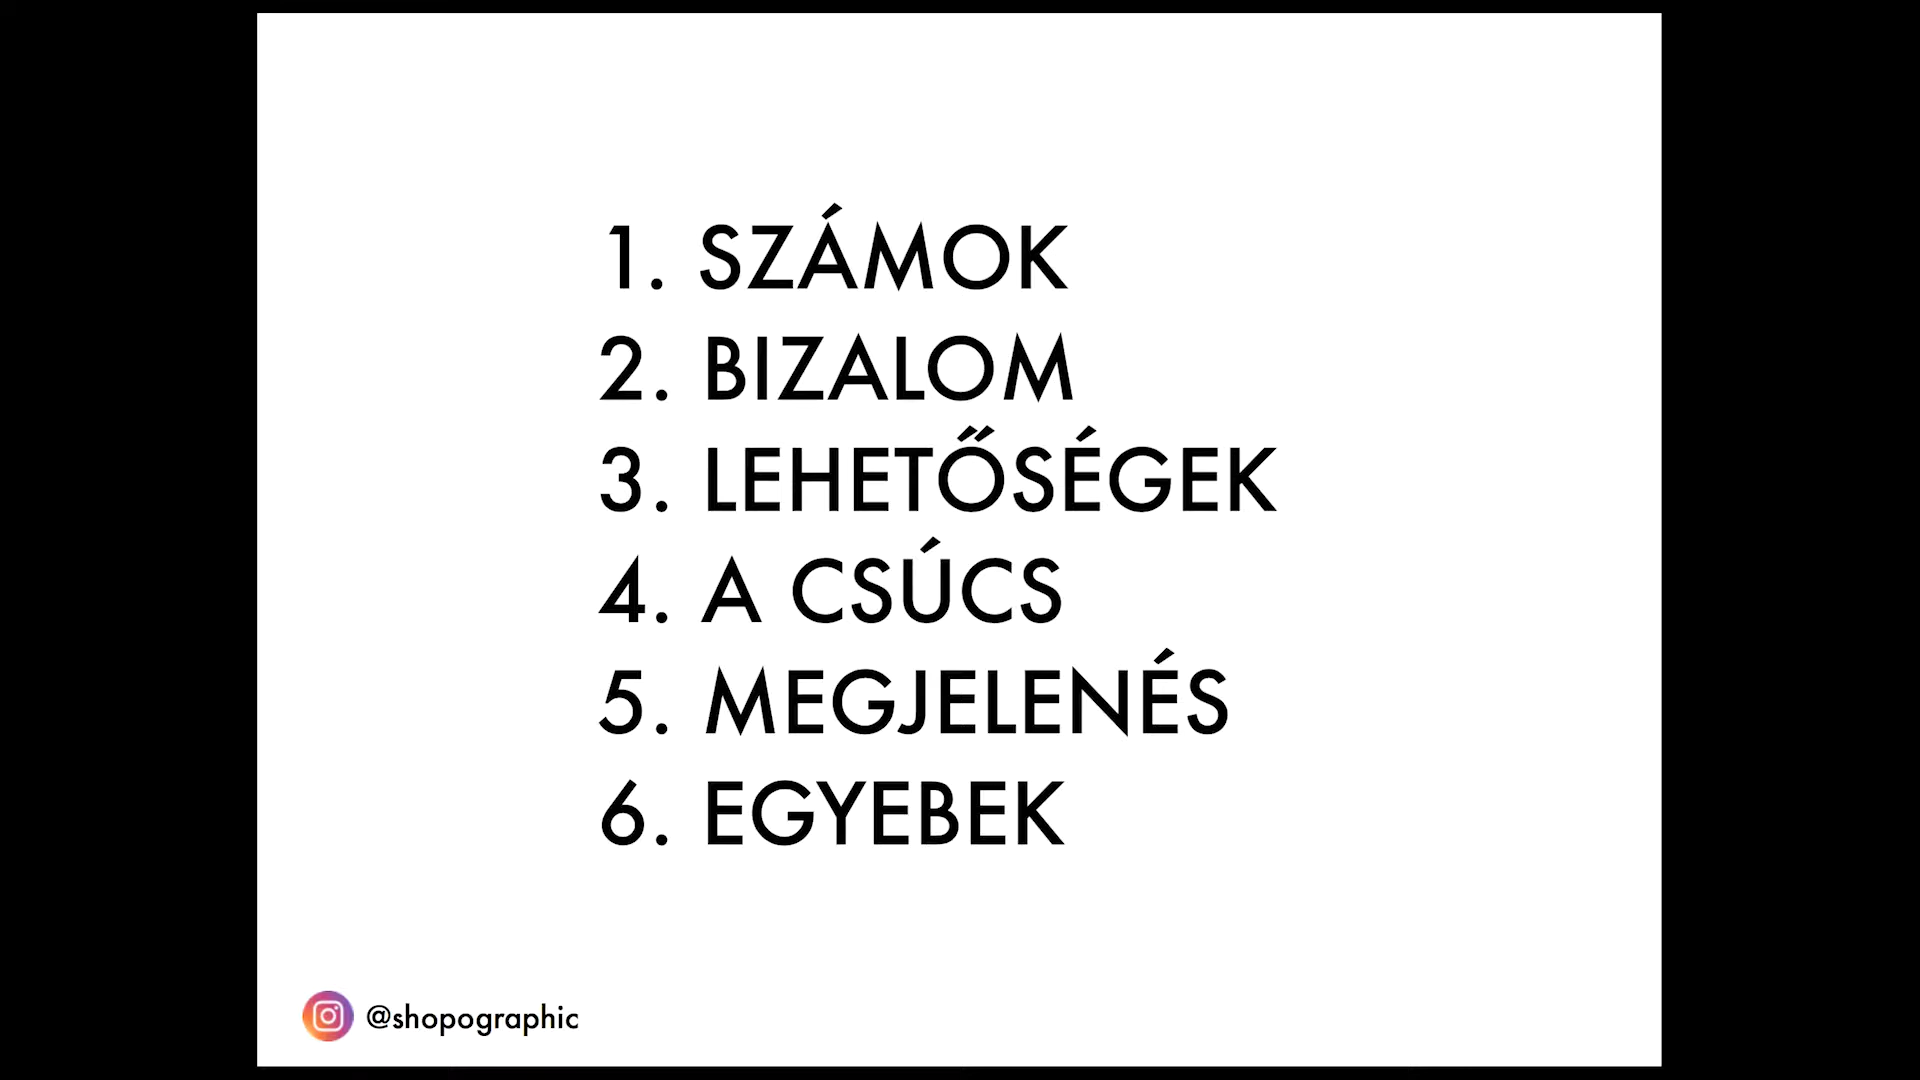 1. SZÁMOK
2. BIZALOM
3. LEHETŐSÉGEK
4. A CSÚCS
5. MEGJELENÉS
6. EGYEBEK
@shopographic